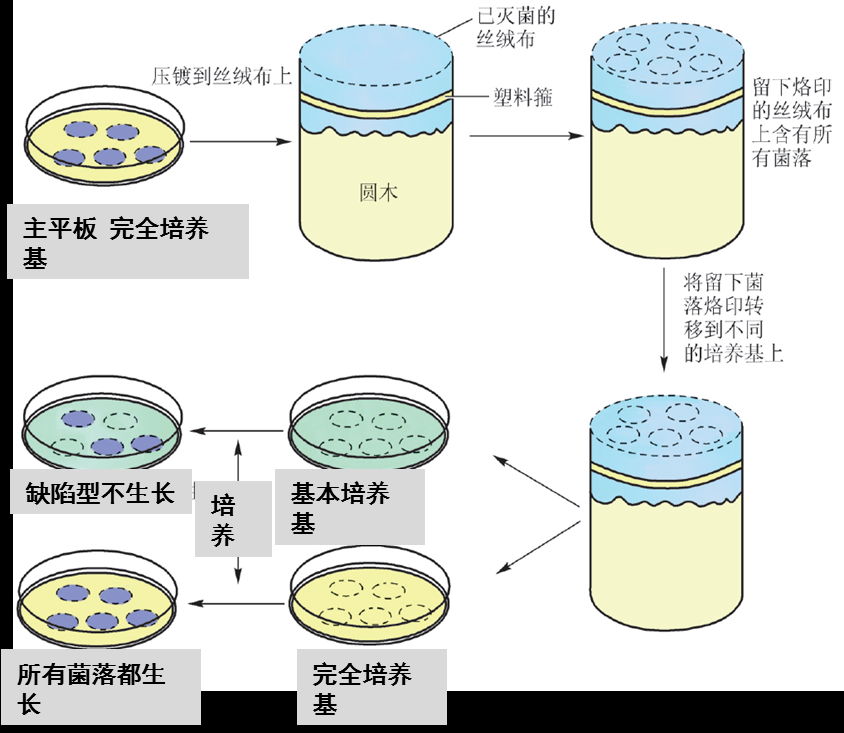 已灭菌的
丝绒布
压镀到丝绒布上
塑料箍
留下烙印
的丝绒布
上含有所
有菌落
圆木
主平板 完全培养
基
将留下菌
落烙印转
移到不同
的培养基上
缺陷型不生长
培
养
基本培养
基
所有菌落都生
长
完全培养
基